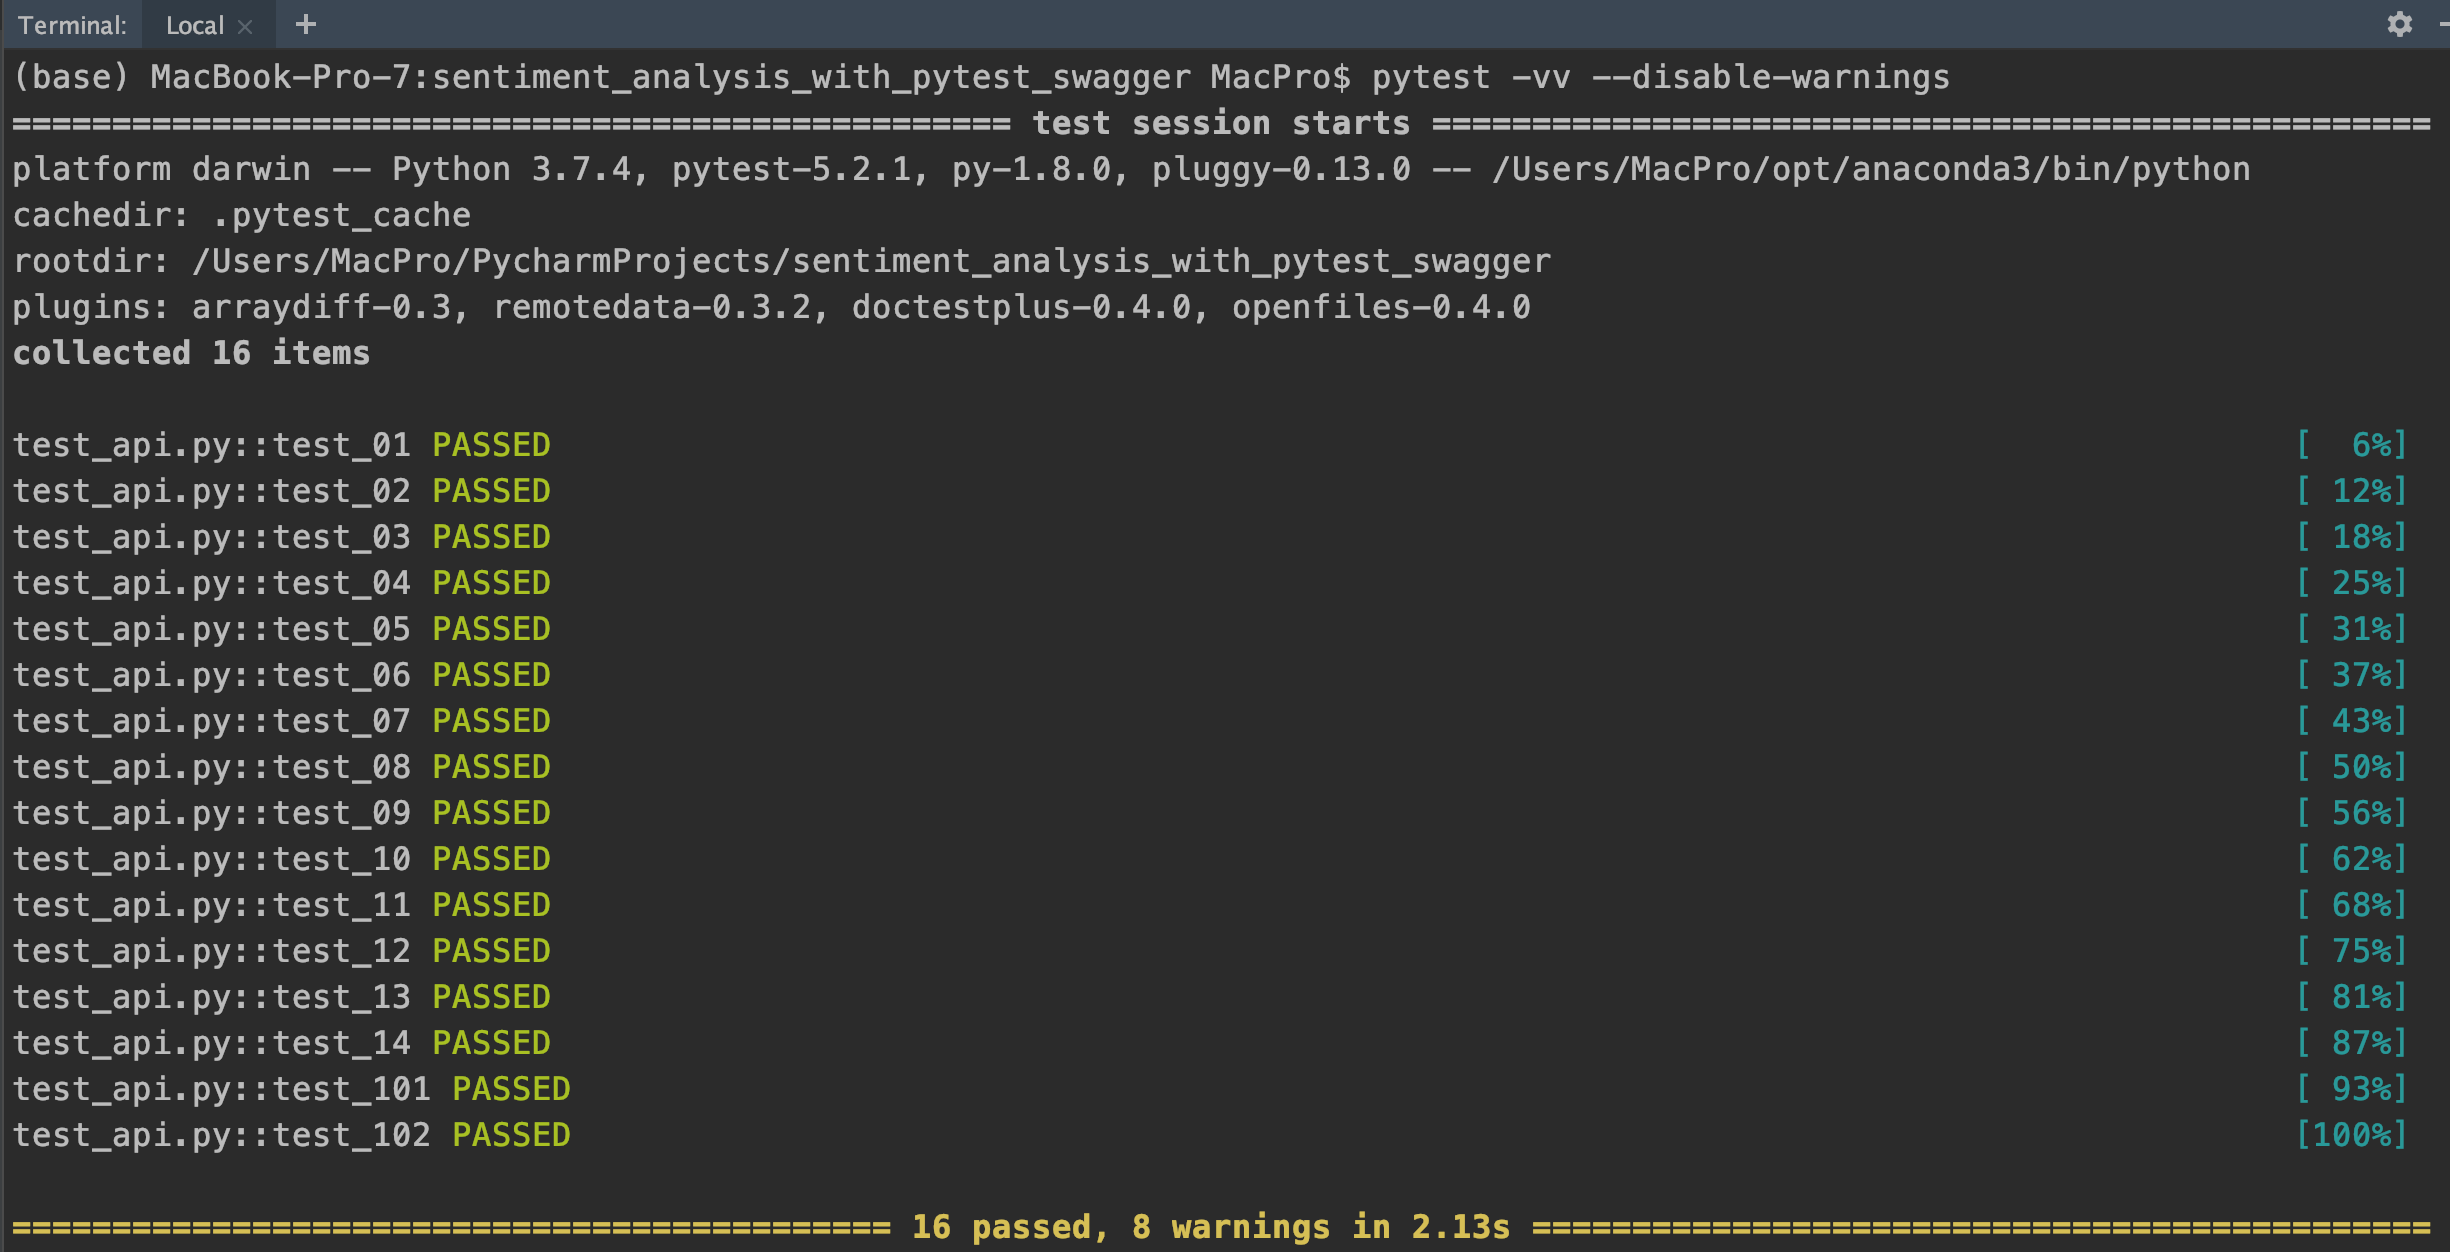 Terminal: Local × +
(base) MacBook-Pro-7:sentiment_analysis_with_pytest_swagger MacPro$ pytest -vv --disable-warnings
================================================== test session starts ==================================================
platform darwin -- Python 3.7.4, pytest-5.2.1, py-1.8.0, pluggy-0.13.0 -- /Users/MacPro/opt/anaconda3/bin/python
cachedir: .pytest_cache
rootdir: /Users/MacPro/PycharmProjects/sentiment_analysis_with_pytest_swagger
plugins: arraydiff-0.3, remotedata-0.3.2, doctestplus-0.4.0, openfiles-0.4.0
collected 16 items
test_api.py::test_01 PASSED [  6%]
test_api.py::test_02 PASSED [ 12%]
test_api.py::test_03 PASSED [ 18%]
test_api.py::test_04 PASSED [ 25%]
test_api.py::test_05 PASSED [ 31%]
test_api.py::test_06 PASSED [ 37%]
test_api.py::test_07 PASSED [ 43%]
test_api.py::test_08 PASSED [ 50%]
test_api.py::test_09 PASSED [ 56%]
test_api.py::test_10 PASSED [ 62%]
test_api.py::test_11 PASSED [ 68%]
test_api.py::test_12 PASSED [ 75%]
test_api.py::test_13 PASSED [ 81%]
test_api.py::test_14 PASSED [ 87%]
test_api.py::test_101 PASSED [ 93%]
test_api.py::test_102 PASSED [100%]
============================================ 16 passed, 8 warnings in 2.13s =============================================